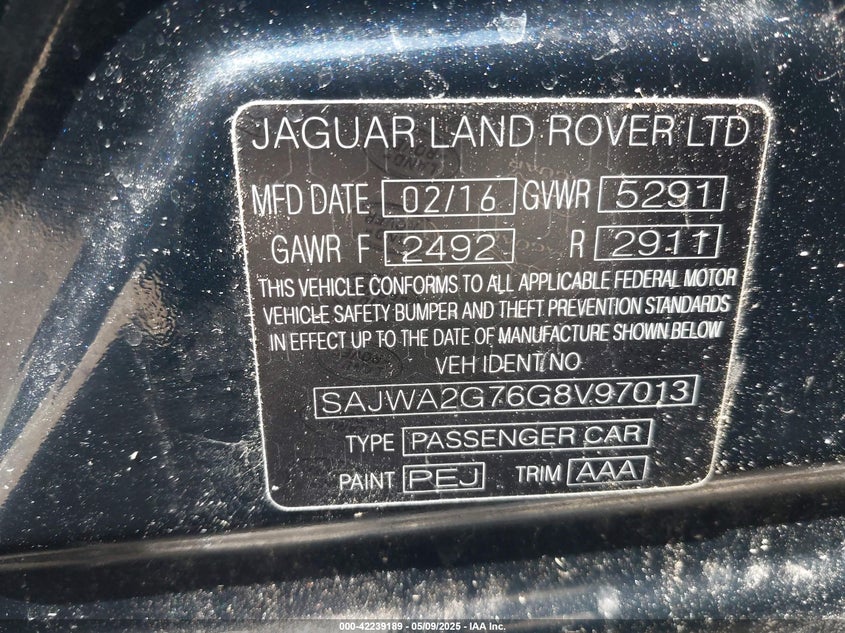 JAGUAR LAND ROVER LTD
MFD DATE 02/16 GVWR 5291
GAWR F 2492 R 2911
THIS VEHICLE CONFORMS TO ALL APPLICABLE FEDERAL MOTOR
VEHICLE SAFETY BUMPER AND THEFT PREVENTION STANDARDS
IN EFFECT UP TO THE DATE OF MANUFACTURE SHOWN BELOW
VEH IDENT NO
SAJWA2G76G8V97013
TYPE PASSENGER CAR
PAINT PEJ TRIM AAA
000-42239189 - 05/09/2025 - IAA Inc.